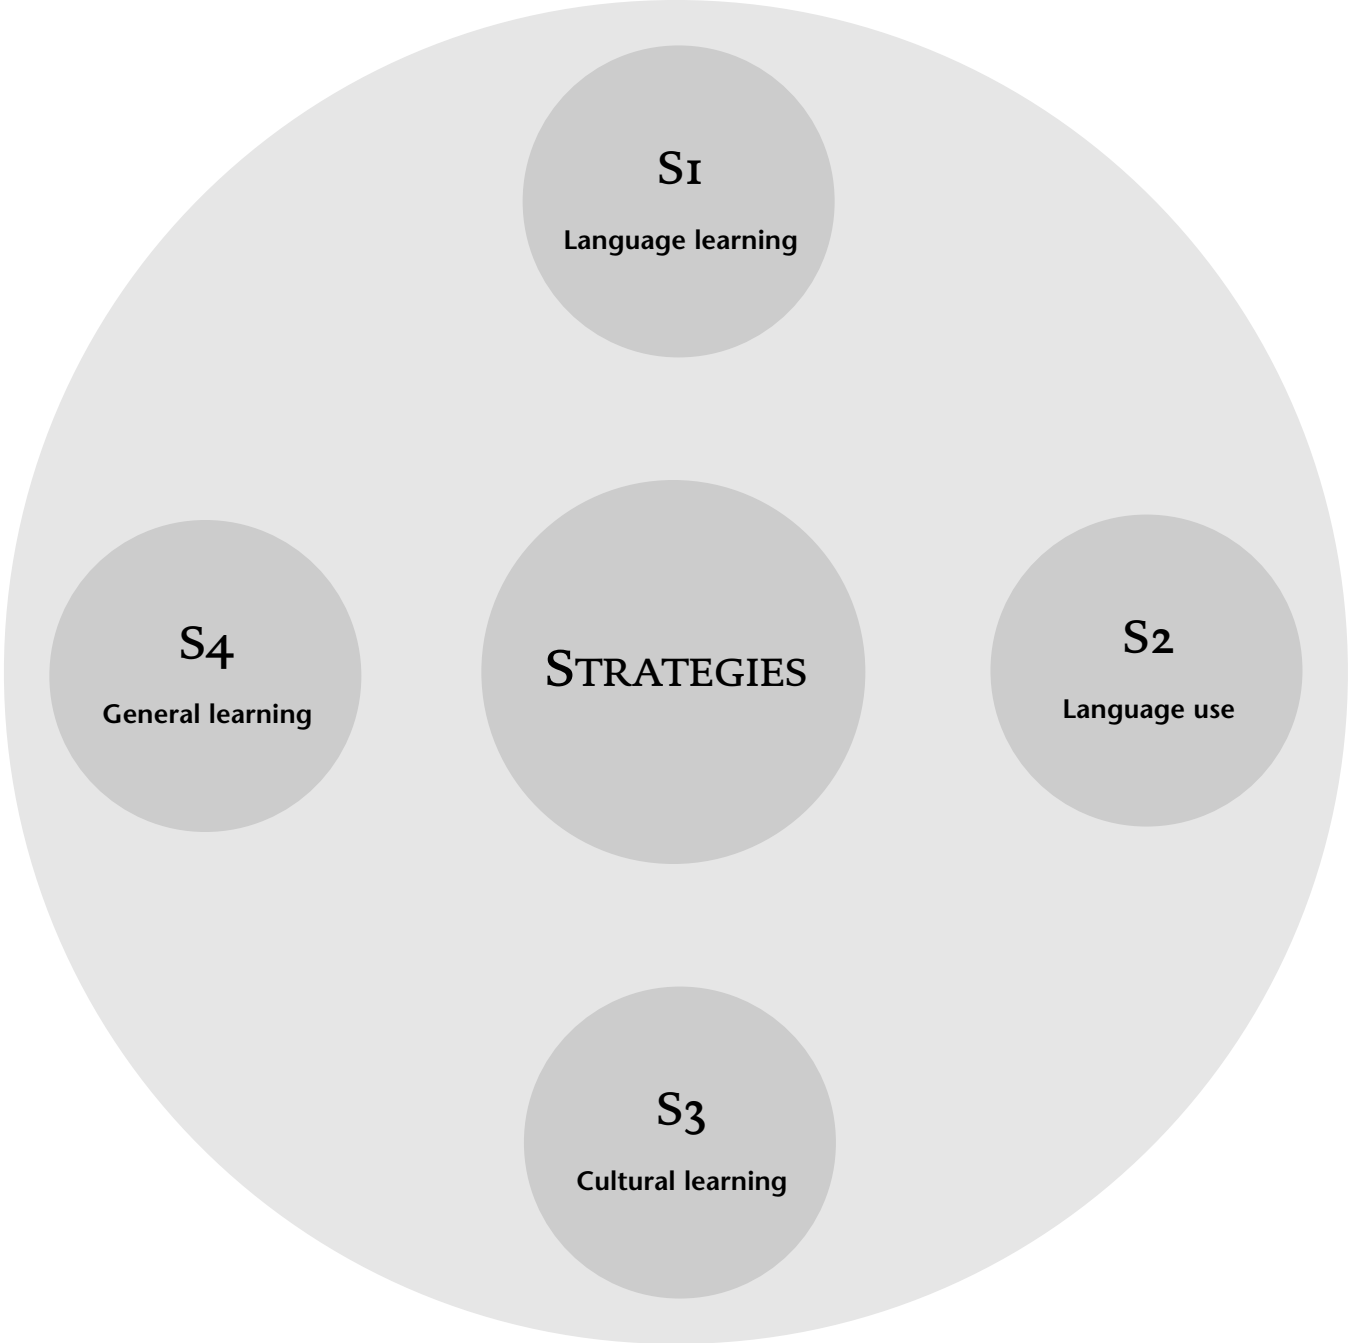 S1
Language learning
S4
General learning
STRATEGIES
S2
Language use
S3
Cultural learning